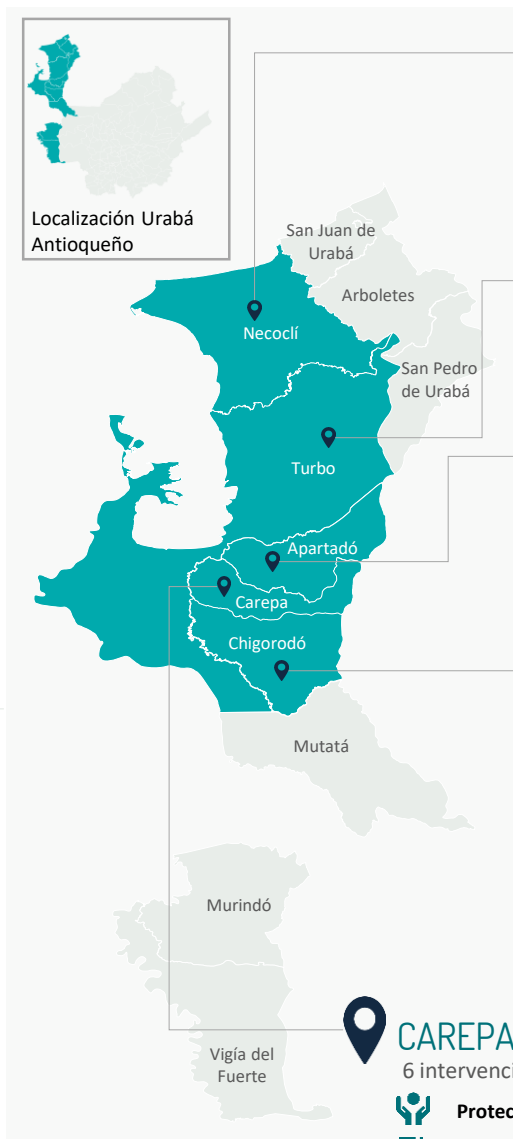 Localización Urabá
Antioqueño
San Juan de
Urabá
Arboletes
Necoclí
San Pedro
de Urabá
Turbo
Apartadó
Carepa
Chigorodó
Mutatá
Murindó
Vigía del
Fuerte
CAREPA
6 intervenci
Protec